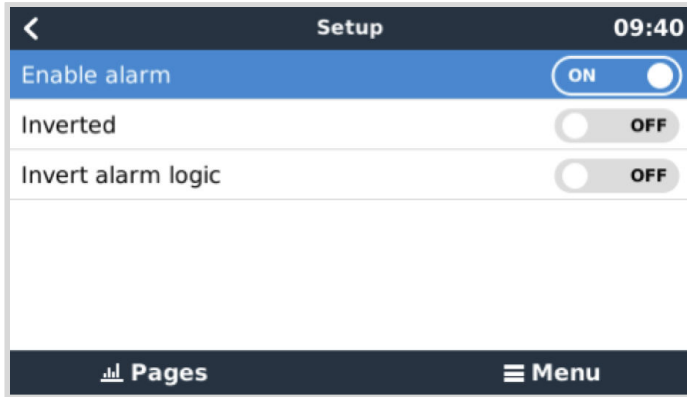 Setup 09:40
Enable alarm ON
Inverted OFF
Invert alarm logic OFF
Pages Menu